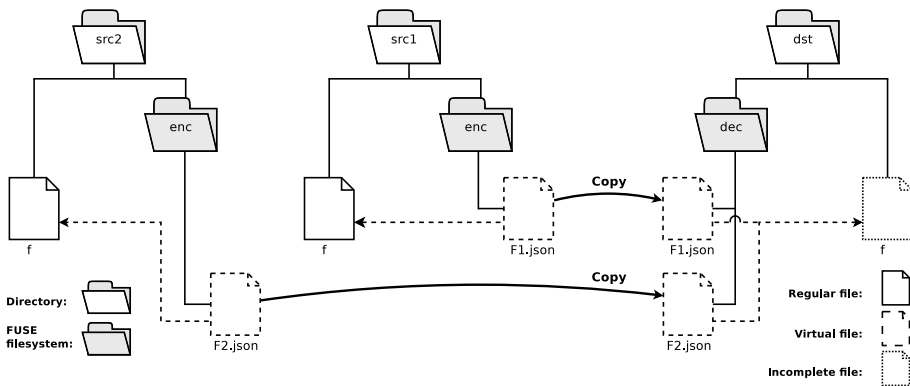 src2
src1
dst
enc
enc
dec
Copy
f
f
F1.json
F1.json
f
Copy
F2.json
F2.json
Directory:
FUSE
filesystem:
Regular file:
Virtual file:
Incomplete file: